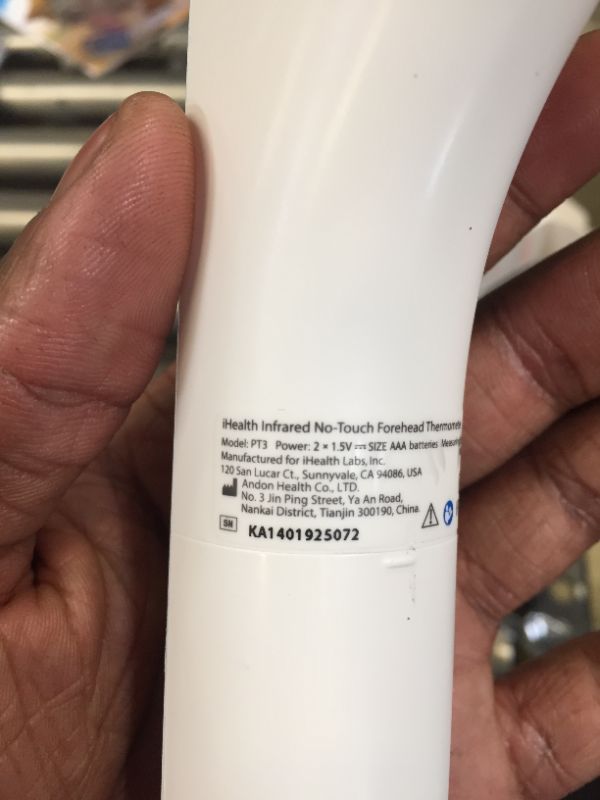 iHealth Infrared No-Touch Forehead Thermomete
Model: PT3 Power: 2 × 1.5V ⎓ SIZE AAA batteries Measuring
Manufactured for iHealth Labs, Inc.
120 San Lucar Ct., Sunnyvale, CA 94086, USA
Andon Health Co., LTD.
No. 3 Jin Ping Street, Ya An Road,
Nankai District, Tianjin 300190, China.
SN KA1401925072